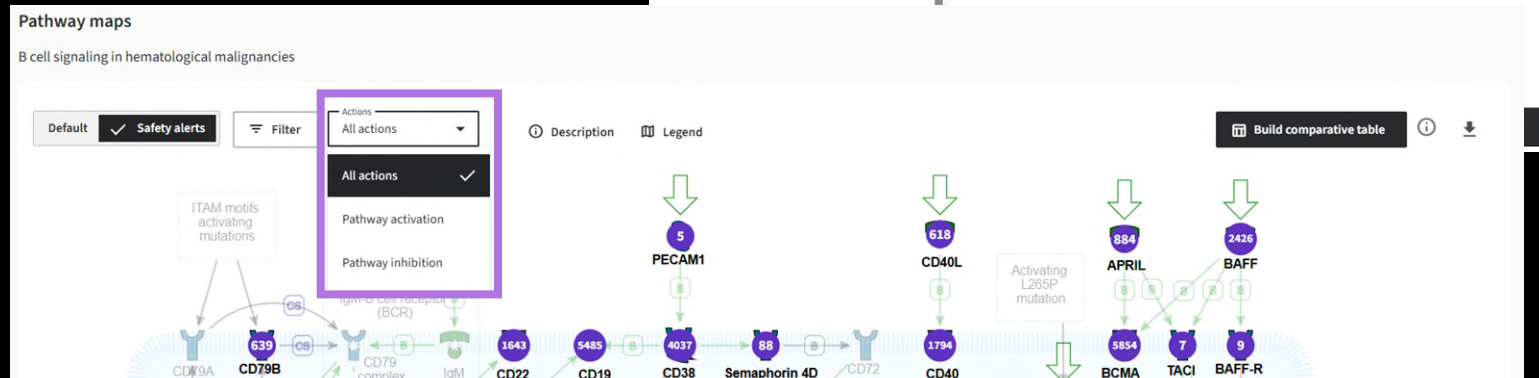 Pathway maps
B cell signaling in hematological malignancies
Default
Safety alerts
Filter
Actions
All actions
Description
Legend
Build comparative table
All actions
Pathway activation
Pathway inhibition
ITAM motifs
activating
mutations
5
PECAM1
618
CD40L
Activating
L265P
mutation
884
APRIL
2426
BAFF
B
B
B
B
B
B
CS
IgM-B cell receptor
B
(BCR)
CD79A
639
CD79B
CS
B
CD79
complex
IgM
1643
CD22
5485
CD19
B
4037
CD38
88
Semaphorin 4D
B
CD72
1794
CD40
5854
BCMA
7
TACI
9
BAFF-R